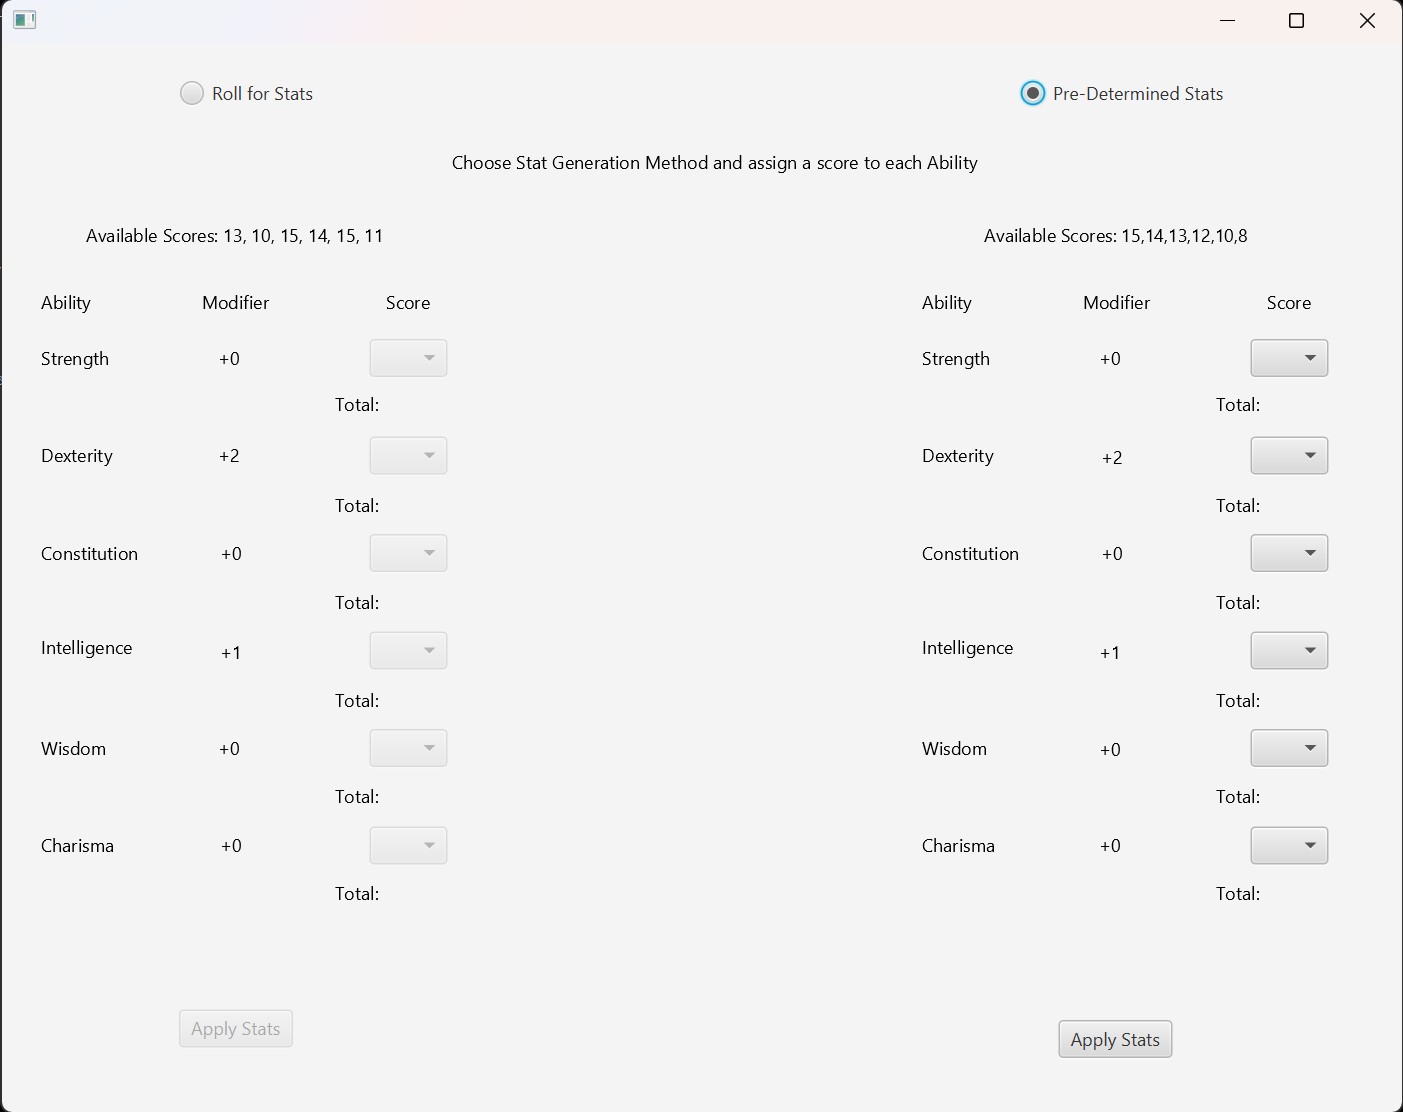 Roll for Stats Pre-Determined Stats
Choose Stat Generation Method and assign a score to each Ability
Available Scores: 13, 10, 15, 14, 15, 11 Available Scores: 15,14,13,12,10,8
Ability Modifier Score Ability Modifier Score
Strength +0 Strength +0
Total: Total:
Dexterity +2 Dexterity +2
Total: Total:
Constitution +0 Constitution +0
Total: Total:
Intelligence +1 Intelligence +1
Total: Total:
Wisdom +0 Wisdom +0
Total: Total:
Charisma +0 Charisma +0
Total: Total:
Apply Stats Apply Stats